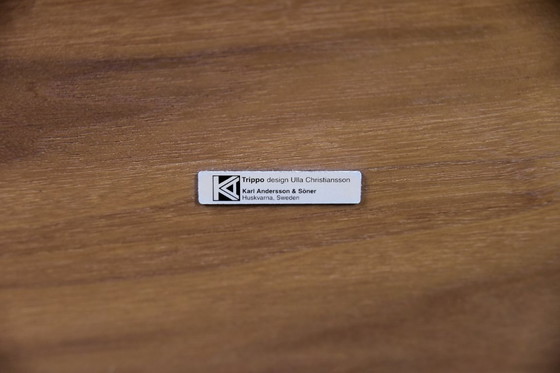 Trippo design Ulla Christiansson
Karl Andersson & Söner
Huskvarna, Sweden